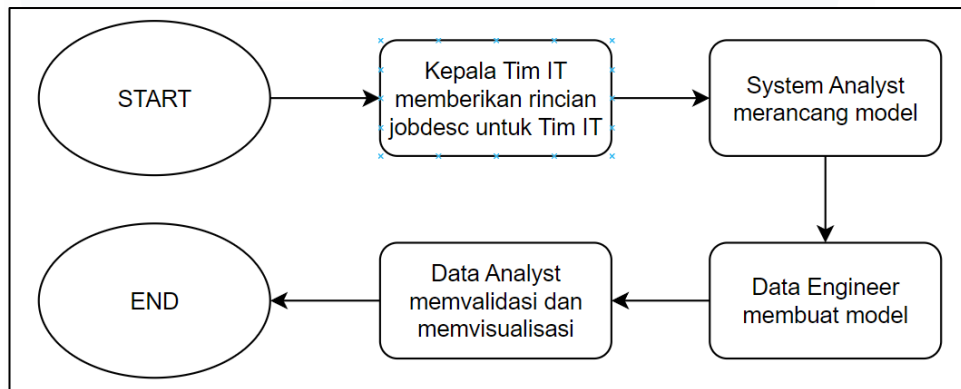 START
Kepala Tim IT
memberikan rincian
jobdesc untuk Tim IT
System Analyst
merancang model
Data Engineer
membuat model
Data Analyst
memvalidasi dan
memvisualisasi
END